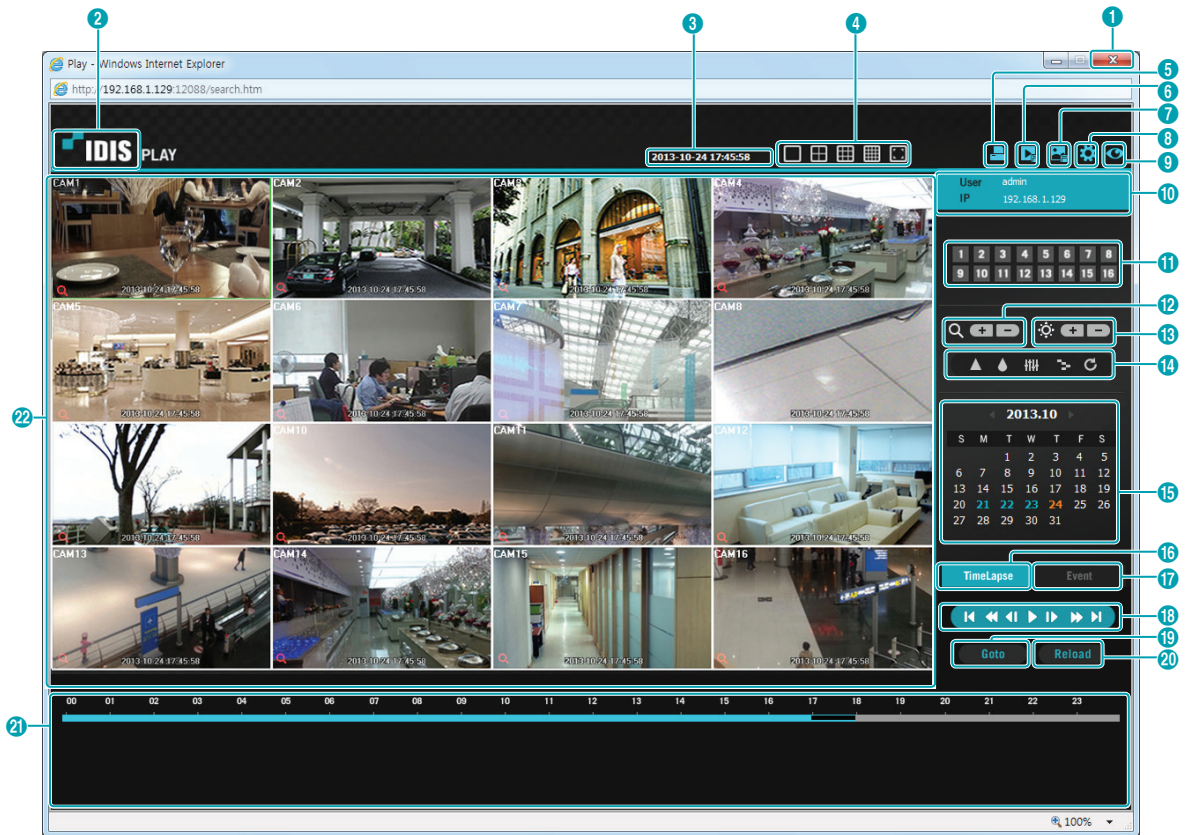 2 3 4 1
Play - Windows Internet Explorer
5
http://192.168.1.129:12088/search.htm
6
7
8
IDIS PLAY
2013-10-24 17:45:58
9
User admin
IP 192.168.1.129
10
CAM1 CAM2 CAM3 CAM4
1 2 3 4 5 6 7 8
9 10 11 12 13 14 15 16
11
2013-10-24 17:45:58 2013-10-24 17:45:58 2013-10-24 17:45:58 2013-10-24 17:45:58
12
CAM5 CAM6 CAM7 CAM8
13
14
2013-10-24 17:45:58 2013-10-24 17:45:58 2013-10-24 17:45:58 2013-10-24 17:45:58
22
2013.10
CAM10 CAM11 CAM12
S M T W T F S
1 2 3 4 5
6 7 8 9 10 11 12
13 14 15 16 17 18 19
20 21 22 23 24 25 26
27 28 29 30 31
15
2013-10-24 17:45:58 2013-10-24 17:45:58 2013-10-24 17:45:58 2013-10-24 17:45:58
CAM13 CAM14 CAM15 CAM16
16
TimeLapse Event
17
18
19
Goto Reload
20
2013-10-24 17:45:58 2013-10-24 17:45:58 2013-10-24 17:45:58 2013-10-24 17:45:58
00 01 02 03 04 05 06 07 08 09 10 11 12 13 14 15 16 17 18 19 20 21 22 23
21
100%